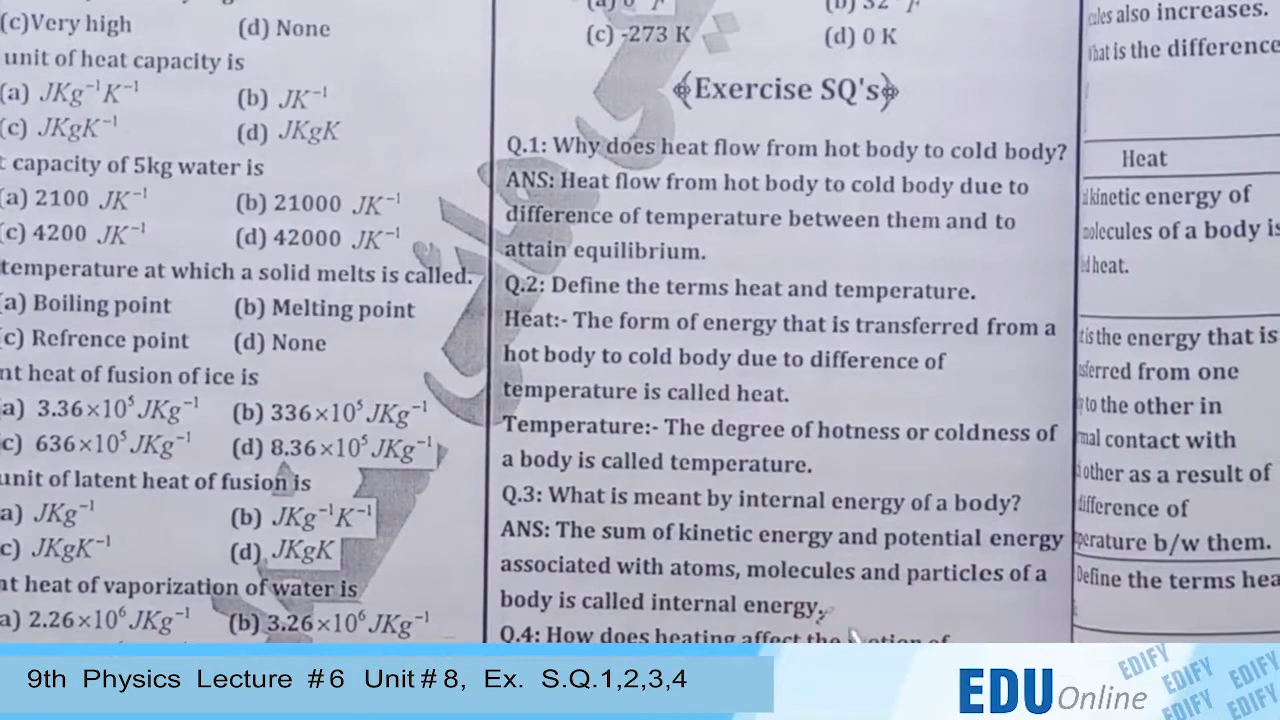 (c)Very high (d) None
unit of heat capacity is
(a) JKg⁻¹K⁻¹ (b) JK⁻¹
(c) JKgK⁻¹ (d) JKgK
capacity of 5kg water is
(a) 2100 JK⁻¹ (b) 21000 JK⁻¹
(c) 4200 JK⁻¹ (d) 42000 JK⁻¹
temperature at which a solid melts is called.
(a) Boiling point (b) Melting point
(c) Refrence point (d) None
heat of fusion of ice is
a) 3.36×10⁵ JKg⁻¹ (b) 336×10⁵ JKg⁻¹
c) 636×10⁵ JKg⁻¹ (d) 8.36×10⁵ JKg⁻¹
unit of latent heat of fusion is
a) JKg⁻¹ (b) JKg⁻¹K⁻¹
c) JKgK⁻¹ (d) JKgK
heat of vaporization of water is
a) 2.26×10⁶ JKg⁻¹ (b) 3.26×10⁶ JKg⁻¹
(a) 0 °F (b) 32 °F
(c) -273 K (d) 0 K
Exercise SQ's
Q.1: Why does heat flow from hot body to cold body?
ANS: Heat flow from hot body to cold body due to
difference of temperature between them and to
attain equilibrium.
Q.2: Define the terms heat and temperature.
Heat:- The form of energy that is transferred from a
hot body to cold body due to difference of
temperature is called heat.
Temperature:- The degree of hotness or coldness of
a body is called temperature.
Q.3: What is meant by internal energy of a body?
ANS: The sum of kinetic energy and potential energy
associated with atoms, molecules and particles of a
body is called internal energy.
Q.4: How does heating affect the motion of
also increases.
What is the difference
Heat
kinetic energy of
molecules of a body is
heat.
is the energy that is
from one
to the other in
contact with
other as a result of
difference of
b/w them.
Define the terms
9th Physics Lecture #6 Unit#8, Ex. S.Q.1,2,3,4
EDU Online
EDIFY EDIFY
EDIFY EDIFY
EDIFY EDIFY